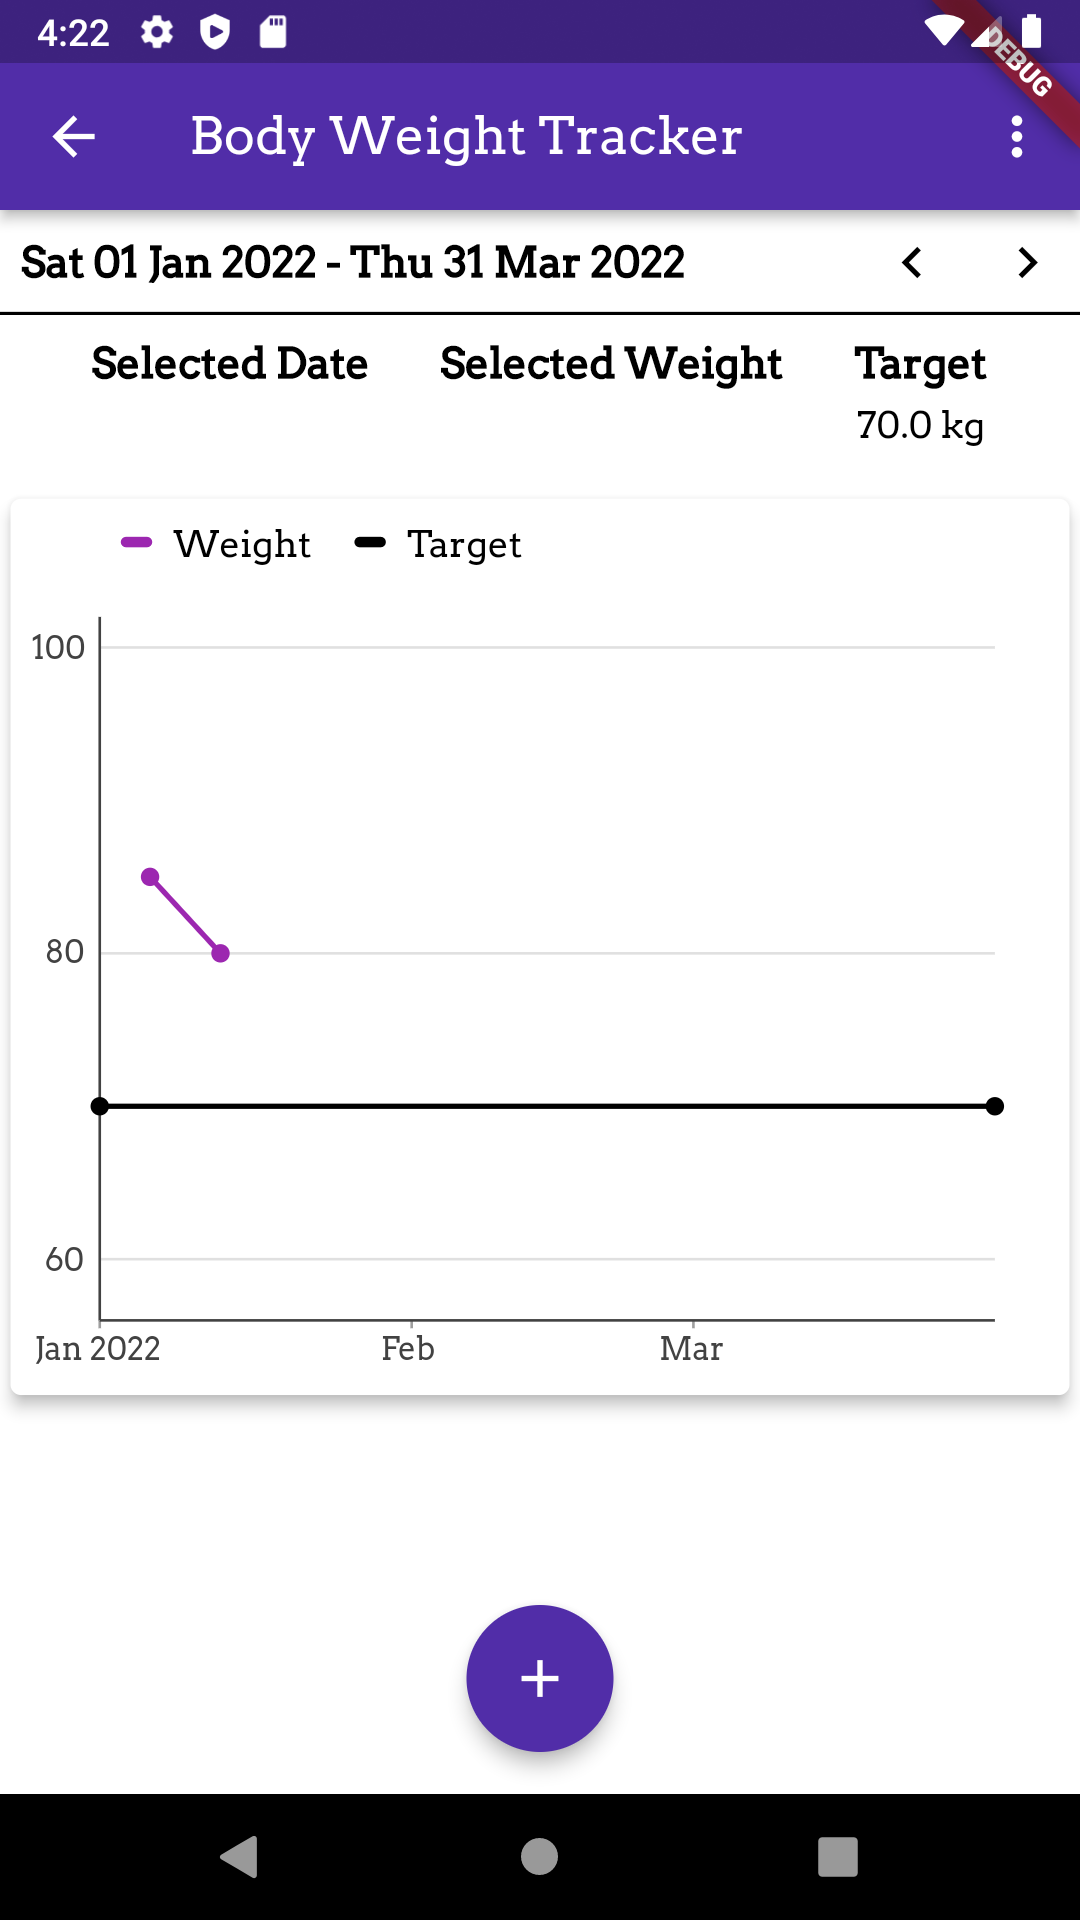 4:22
DEBUG
Body Weight Tracker
Sat 01 Jan 2022 - Thu 31 Mar 2022
Selected Date Selected Weight Target
70.0 kg
Weight Target
100
80
60
Jan 2022 Feb Mar